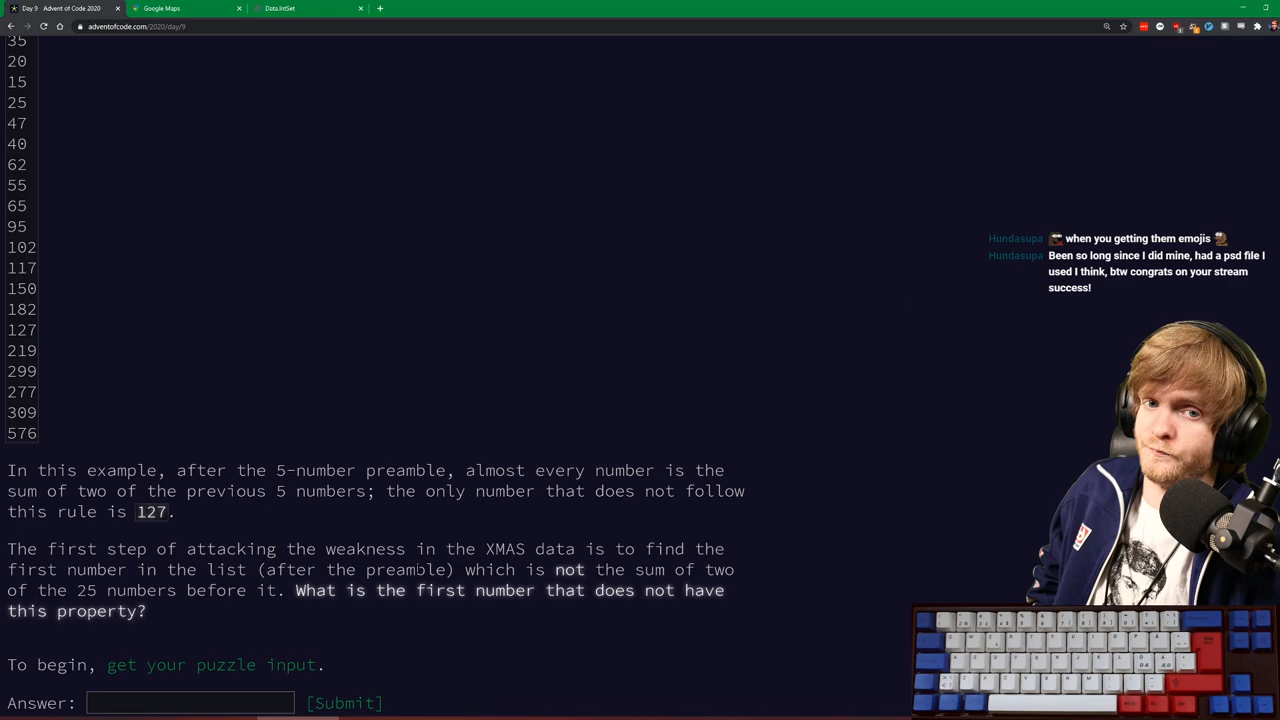 Day 9 - Advent of Code 2020
Google Maps
Data.IntSet
adventofcode.com/2020/day/9
35
20
15
25
47
40
62
55
65
95
102
117
150
182
127
219
299
277
309
576
In this example, after the 5-number preamble, almost every number is the
sum of two of the previous 5 numbers; the only number that does not follow
this rule is 127.
The first step of attacking the weakness in the XMAS data is to find the
first number in the list (after the preamble) which is not the sum of two
of the 25 numbers before it. What is the first number that does not have
this property?
To begin, get your puzzle input.
Answer: [Submit]
Hundasupa when you getting them emojis
Hundasupa Been so long since I did mine, had a psd file I
used I think, btw congrats on your stream
success!